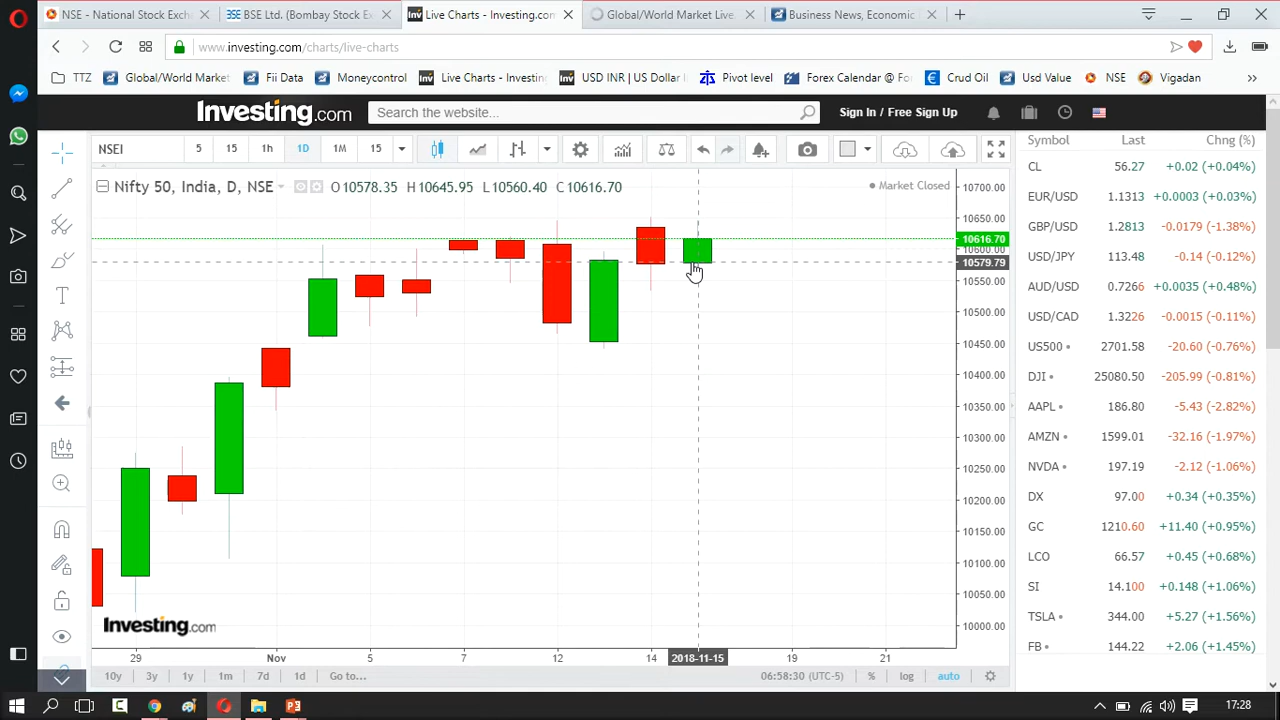 NSE - National Stock Exch
BSE Ltd. (Bombay Stock Ex
Live Charts - Investing.com
Global/World Market Live
Business News, Economic
www.investing.com/charts/live-charts
TTZ
Global/World Market
Fii Data
Moneycontrol
Live Charts - Investing
USD INR | US Dollar
Pivot level
Forex Calendar @ Fo
Crud Oil
Usd Value
NSE
Vigadan
Investing.com
Search the website...
Sign In / Free Sign Up
NSEI
5 15 1h 1D 1M 15
Nifty 50, India, D, NSE
O 10578.35 H 10645.95 L 10560.40 C 10616.70
Market Closed
10700.00
10650.00
10616.70
10600.00
10579.79
10550.00
10500.00
10450.00
10400.00
10350.00
10300.00
10250.00
10200.00
10150.00
10100.00
10050.00
10000.00
Investing.com
29 Nov 5 7 12 14 2018-11-15 19 21
10y 3y 1y 1m 7d 1d Go to...
06:58:30 (UTC-5) % log auto
Symbol Last Chng (%)
CL 56.27 +0.02 (+0.04%)
EUR/USD 1.1313 +0.0003 (+0.03%)
GBP/USD 1.2813 -0.0179 (-1.38%)
USD/JPY 113.48 -0.14 (-0.12%)
AUD/USD 0.7266 +0.0035 (+0.48%)
USD/CAD 1.3226 -0.0015 (-0.11%)
US500 2701.58 -20.60 (-0.76%)
DJI 25080.50 -205.99 (-0.81%)
AAPL 186.80 -5.43 (-2.82%)
AMZN 1599.01 -32.16 (-1.97%)
NVDA 197.19 -2.12 (-1.06%)
DX 97.00 +0.34 (+0.35%)
GC 1210.60 +11.40 (+0.95%)
LCO 66.57 +0.45 (+0.68%)
SI 14.100 +0.148 (+1.06%)
TSLA 344.00 +5.27 (+1.56%)
FB 144.22 +2.06 (+1.45%)
17:28